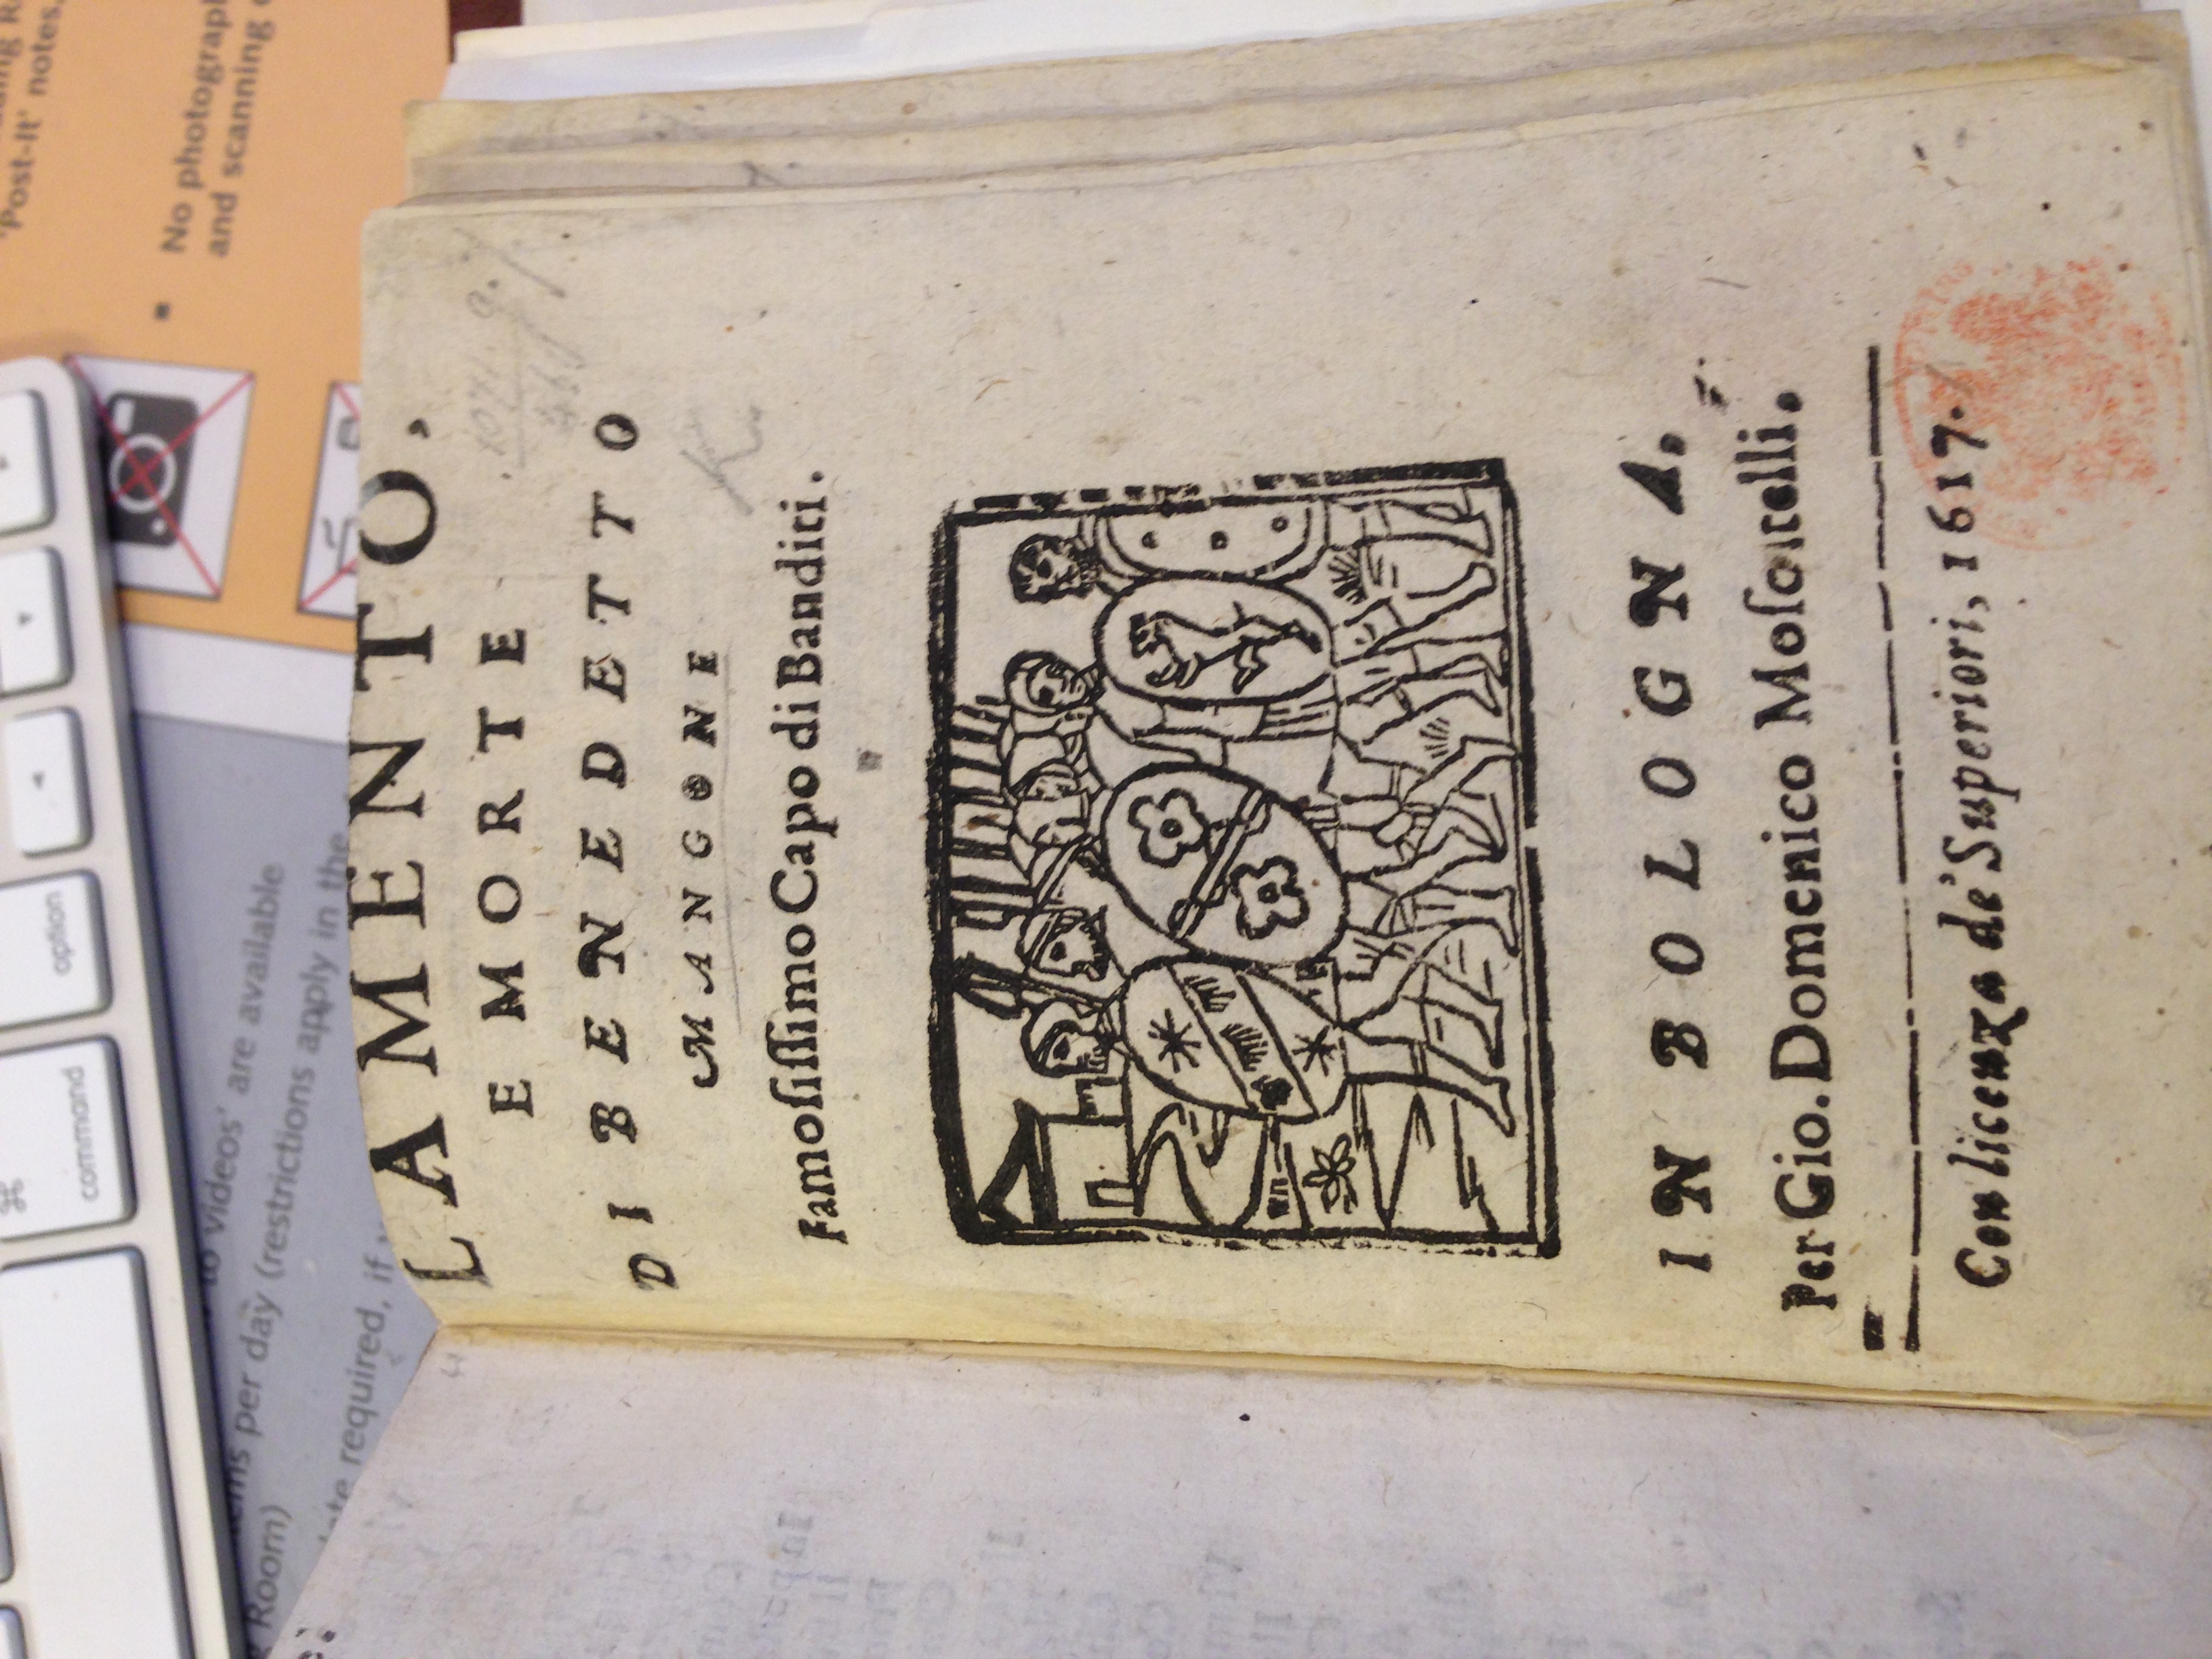 LAMENTO,
E MORTE
DI BENEDETTO
MANGONE
Famoſiſſimo Capo di Banditi.
IN BOLOGNA.
Per Gio. Domenico Moſcatelli.
Con licenza de' Superiori, 1617.
1071. g.
K
'Post-It' notes.
No photograph
and scanning
option
command
to videos' are available
per day (restrictions apply in the
Room)
required, if